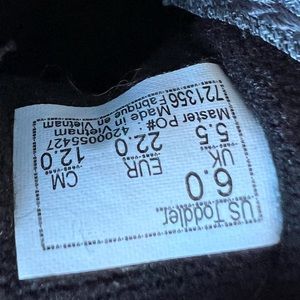 US Toddler
6.0
UK EUR CM
5.5 22.0 12.0
Master PO#: 4200055427
Made in Vietnam
721356 Fabrique en Vietnam